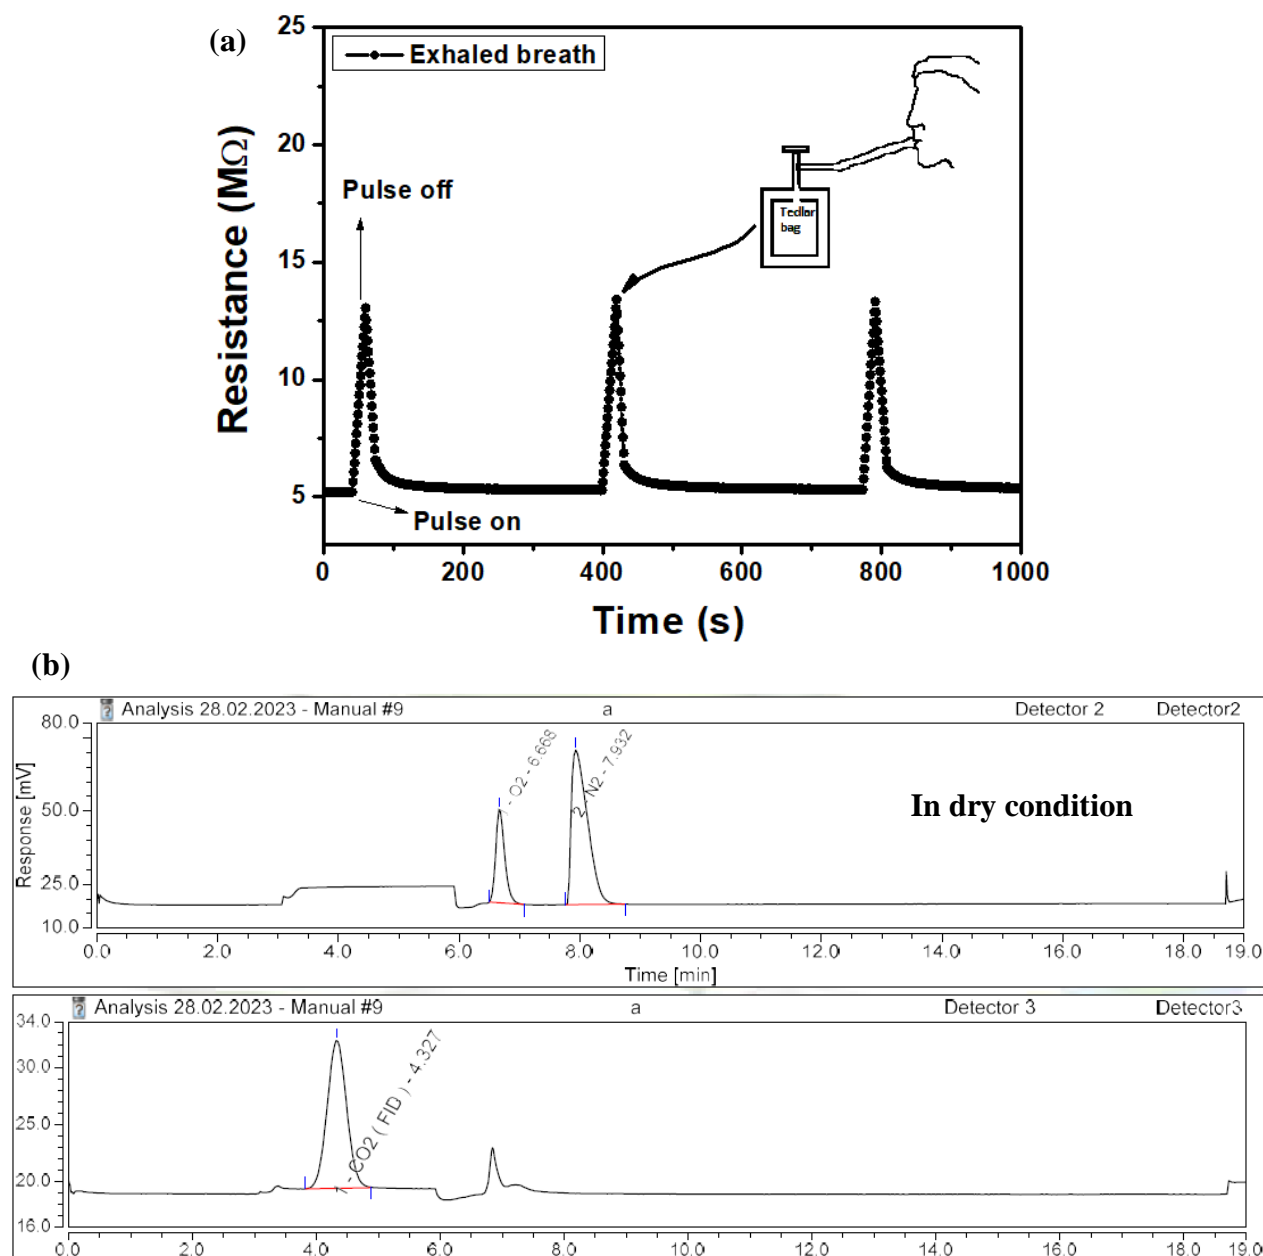 (a)
25
Exhaled breath
20
Pulse off
Tedlar
bag
15
10
5
Pulse on
Resistance (MΩ)
0 200 400 600 800 1000
Time (s)
(b)
Analysis 28.02.2023 - Manual #9 a Detector 2 Detector2
80.0
1 - O2 - 6.668
2 - N2 - 7.932
In dry condition
50.0
25.0
10.0
Response [mV]
0.0 2.0 4.0 6.0 8.0 10.0 12.0 14.0 16.0 18.0 19.0
Time [min]
Analysis 28.02.2023 - Manual #9 a Detector 3 Detector3
34.0
30.0
1 - CO2 ( FID ) - 4.327
25.0
20.0
16.0
0.0 2.0 4.0 6.0 8.0 10.0 12.0 14.0 16.0 18.0 19.0